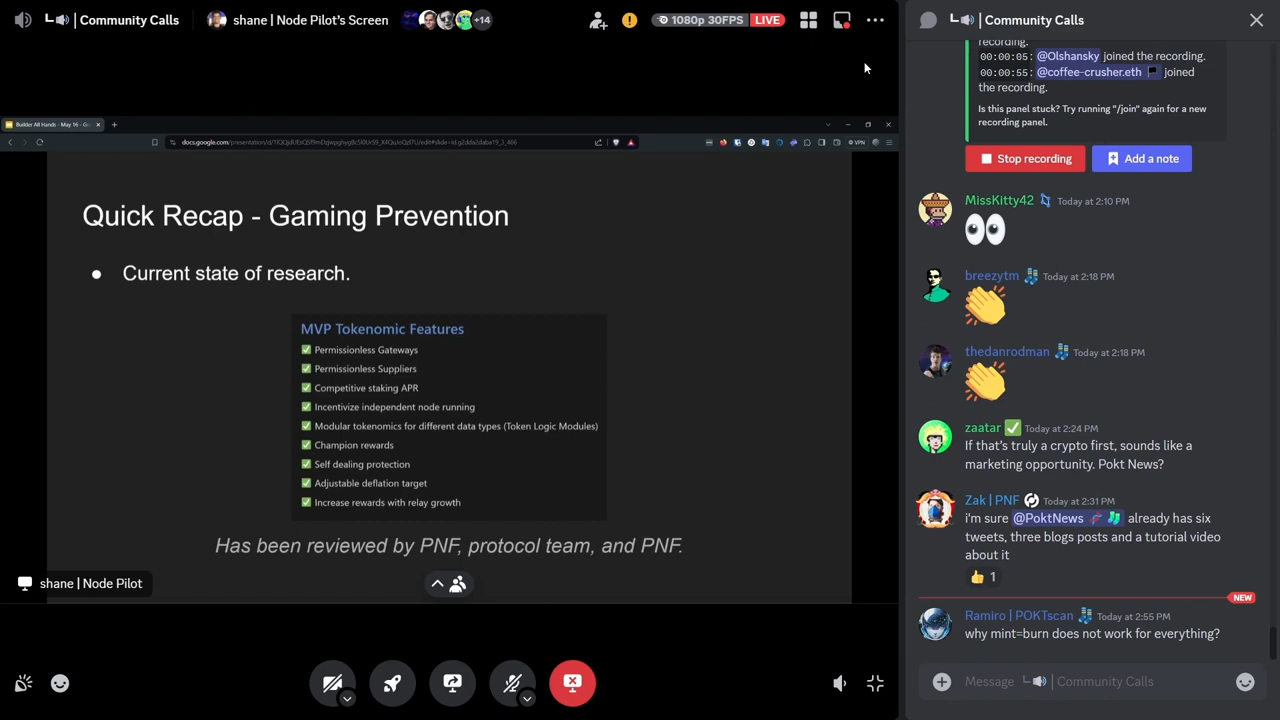 Community Calls
shane | Node Pilot's Screen
+14
1080p 30FPS
LIVE
Builder All Hands - May 16 - Go
VPN
Quick Recap - Gaming Prevention
● Current state of research.
MVP Tokenomic Features
Permissionless Gateways
Permissionless Suppliers
Competitive staking APR
Incentivize independent node running
Modular tokenomics for different data types (Token Logic Modules)
Champion rewards
Self dealing protection
Adjustable deflation target
Increase rewards with relay growth
Has been reviewed by PNF, protocol team, and PNF.
shane | Node Pilot
Community Calls
recording.
00:00:05: @Olshansky joined the recording.
00:00:55: @coffee-crusher.eth joined
the recording.
Is this panel stuck? Try running "/join" again for a new
recording panel.
Stop recording
Add a note
MissKitty42 Today at 2:10 PM
breezytm Today at 2:18 PM
thedanrodman Today at 2:18 PM
zaatar Today at 2:24 PM
If that's truly a crypto first, sounds like a
marketing opportunity. Pokt News?
Zak | PNF Today at 2:31 PM
i'm sure @PoktNews already has six
tweets, three blogs posts and a tutorial video
about it
1
NEW
Ramiro | POKTscan Today at 2:55 PM
why mint=burn does not work for everything?
Message Community Calls